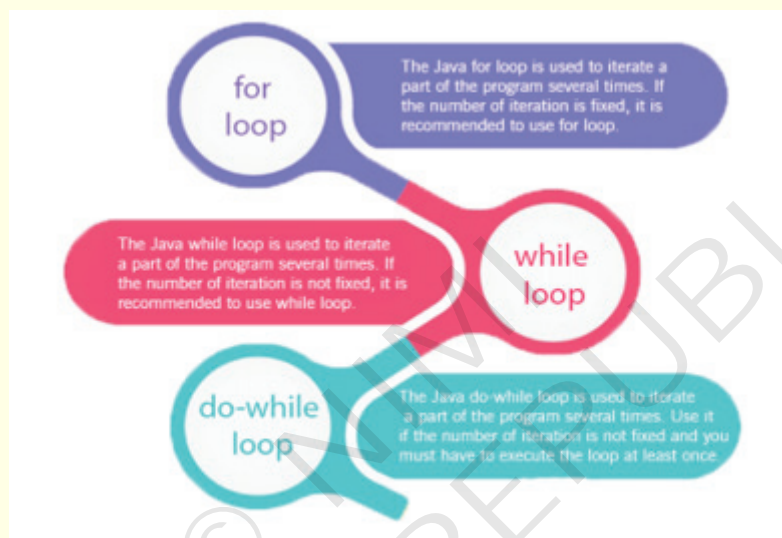 for
loop
The Java for loop is used to iterate a
part of the program several times. If
the number of iteration is fixed, it is
recommended to use for loop.
The Java while loop is used to iterate
a part of the program several times. If
the number of iteration is not fixed, it is
recommended to use while loop.
while
loop
do-while
loop
The Java do-while loop is used to iterate
a part of the program several times. Use it
if the number of iteration is not fixed and you
must have to execute the loop at least once
© NIMI
REPUBL